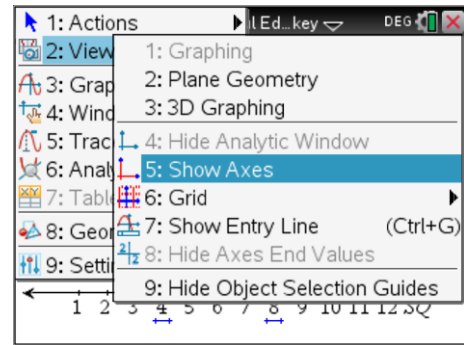 1: Actions l Ed...key DEG
2: View
1: Graphing
3: Grap
2: Plane Geometry
4: Wind
3: 3D Graphing
5: Trac
4: Hide Analytic Window
6: Anal
5: Show Axes
7: Table
6: Grid
8: Geor
7: Show Entry Line (Ctrl+G)
8: Hide Axes End Values
9: Settin
9: Hide Object Selection Guides
1 2 3 4 5 6 7 8 9 10 11 12 SQ